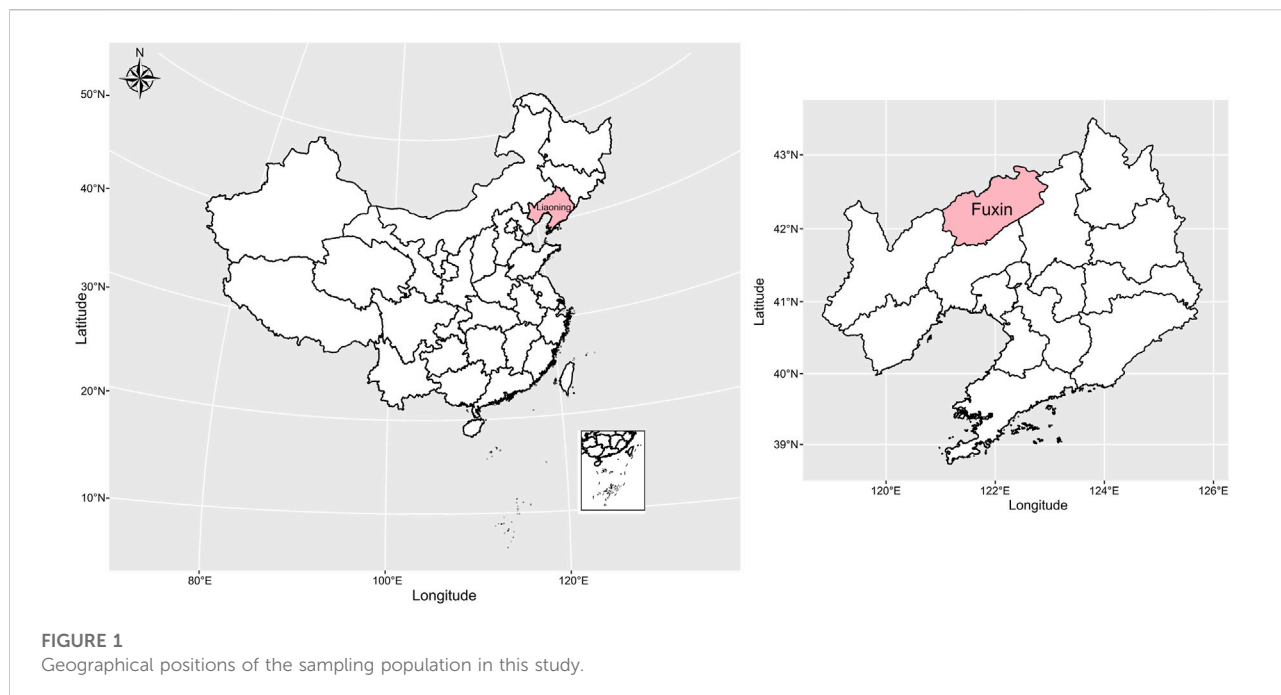 N
50°N
40°N
30°N
20°N
10°N
Latitude
Liaoning
80°E
100°E
120°E
Longitude
43°N
42°N
41°N
40°N
39°N
Latitude
Fuxin
120°E
122°E
124°E
126°E
Longitude
FIGURE 1
Geographical positions of the sampling population in this study.